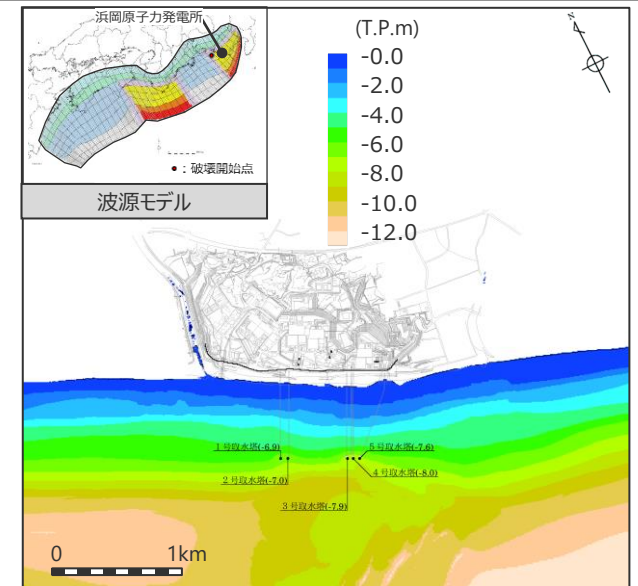 浜岡原子力発電所
●：破壊開始点
波源モデル
(T.P.m)
-0.0
-2.0
-4.0
-6.0
-8.0
-10.0
-12.0
N
1号取水塔(-6.9)
5号取水塔(-7.6)
2号取水塔(-7.0)
4号取水塔(-8.0)
3号取水塔(-7.9)
0 1km